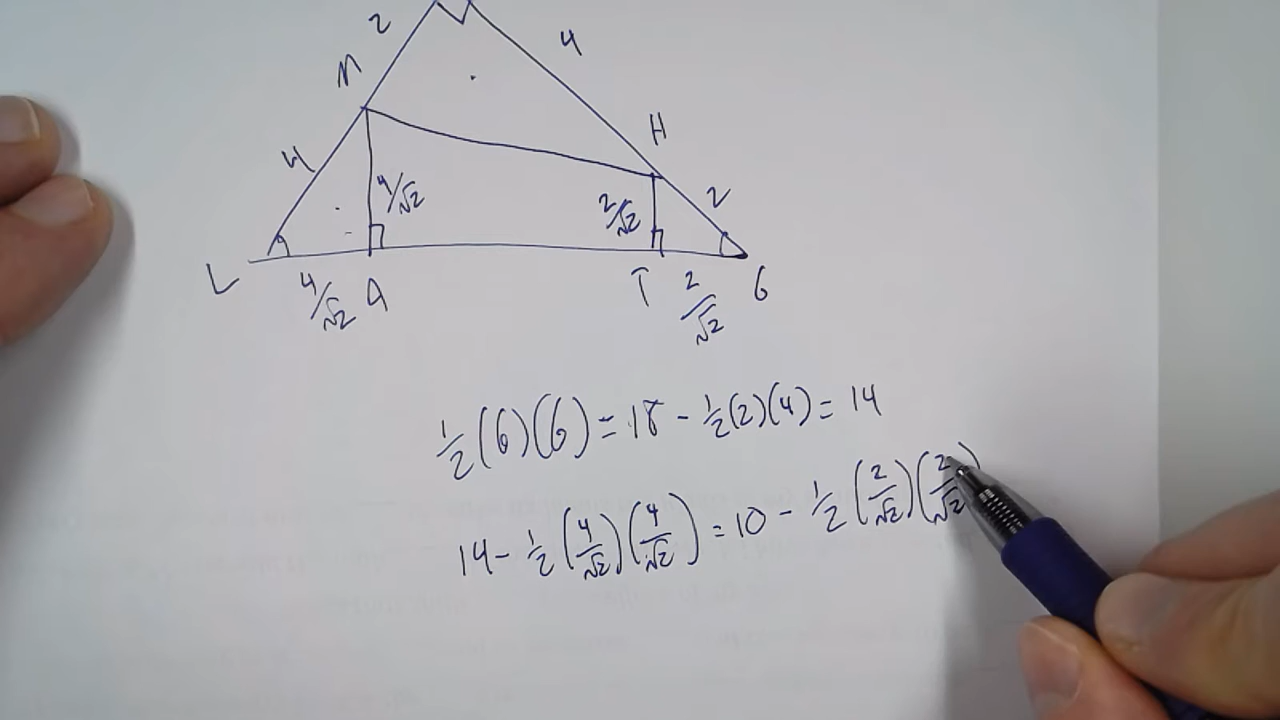 2
4
M
H
4
4/√2
2/√2
2
L
4/√2
A
T
2/√2
G
1/2 (6)(6) = 18 - 1/2(2)(4) = 14
14 - 1/2 (4/√2)(4/√2) = 10 - 1/2 (2/√2)(2/√2)